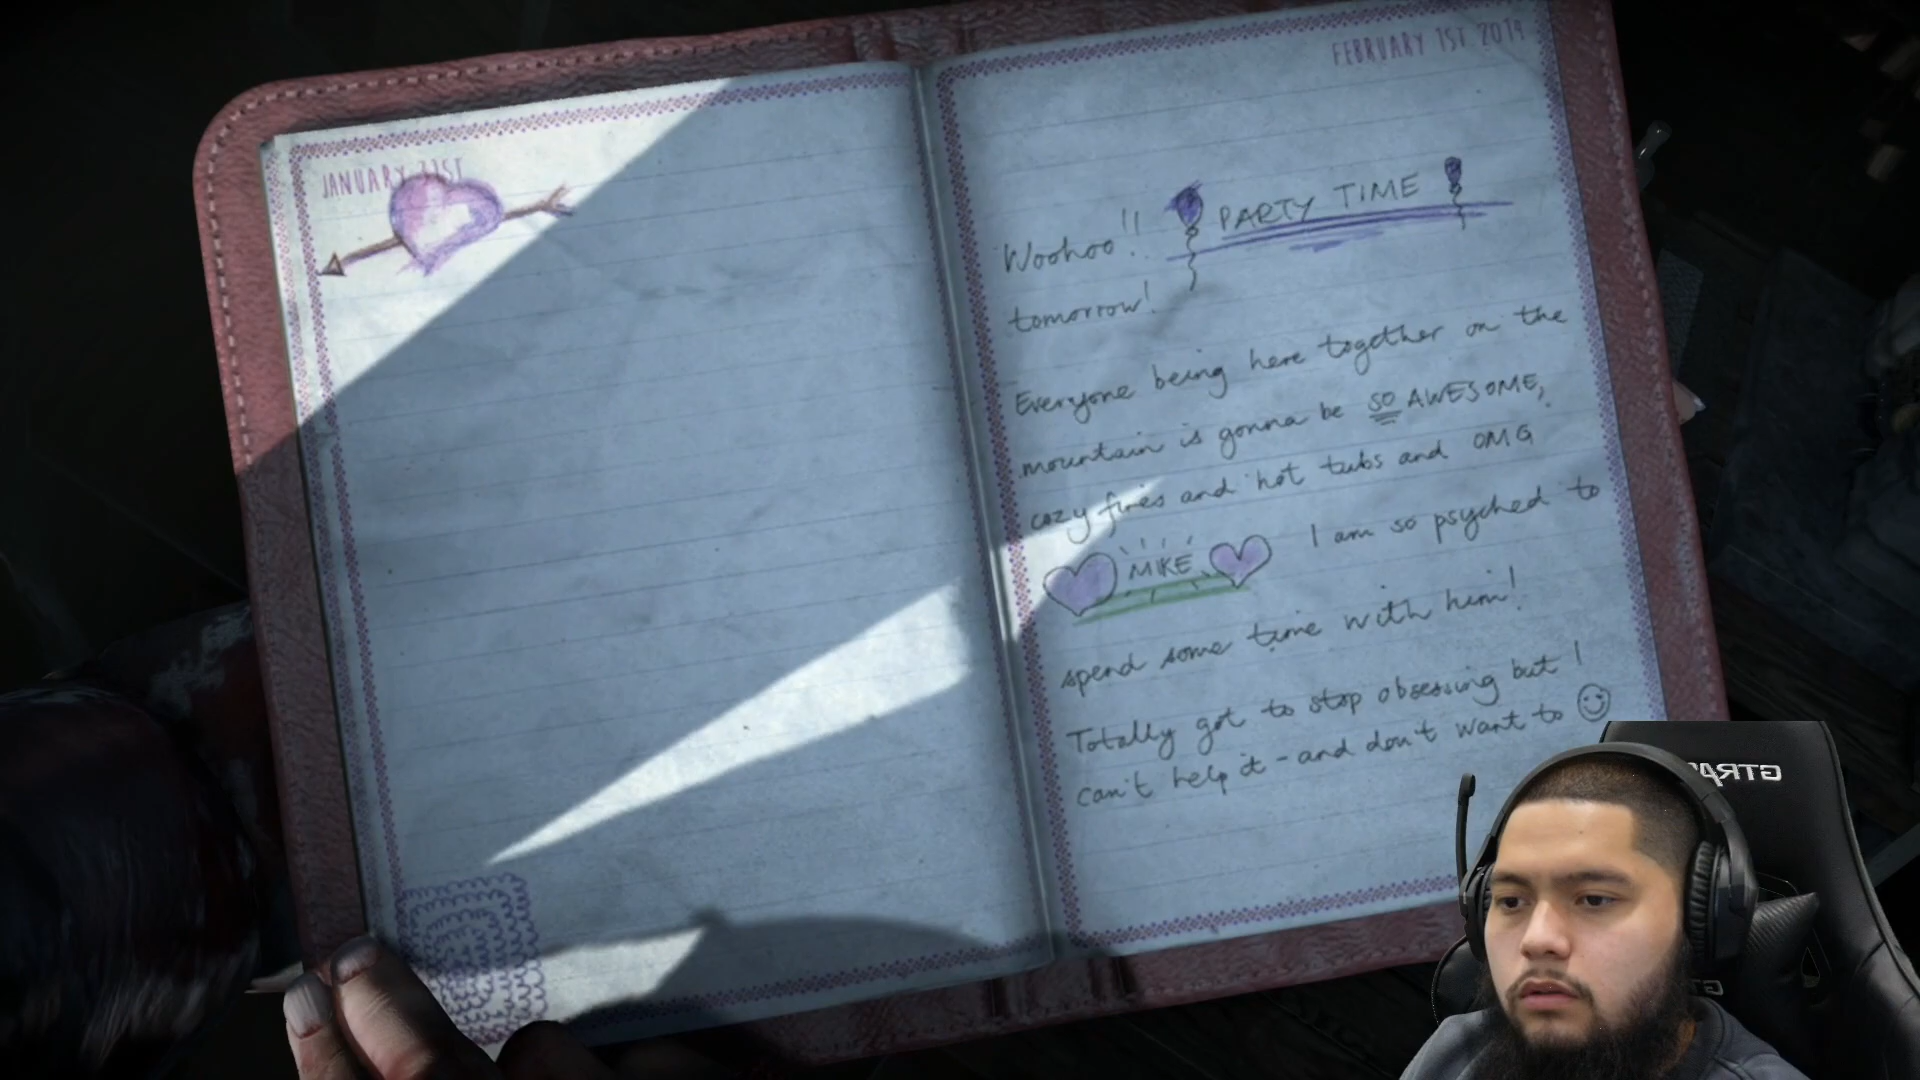 JANUARY 31ST
FEBRUARY 1ST 2014
Woohoo!! PARTY TIME
tomorrow!
Everyone being here together on the
mountain is gonna be SO AWESOME,
cozy fires and hot tubs and OMG
MIKE I am so psyched to
spend some time with him!
Totally got to stop obsessing but I
can't help it - and don't want to
GTRA